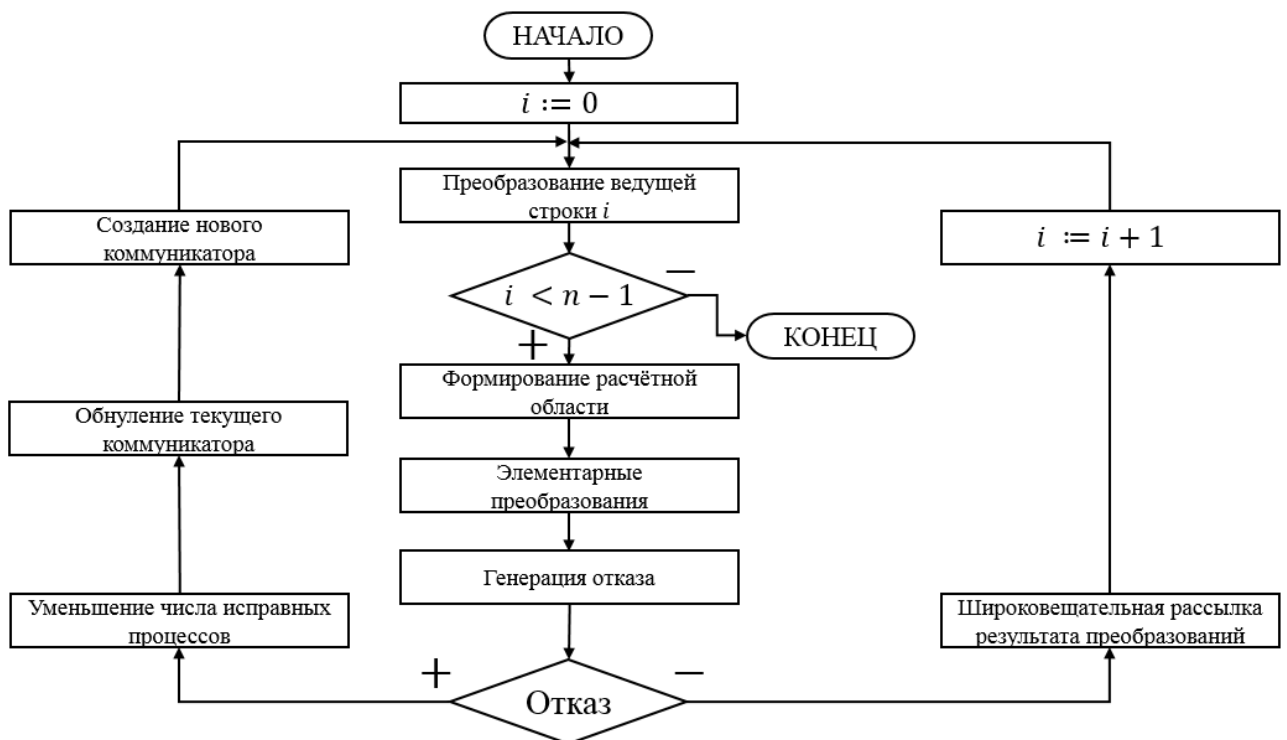 НАЧАЛО
i := 0
Преобразование ведущей
строки i
Создание нового
коммуникатора
i := i + 1
i < n − 1
−
КОНЕЦ
+
Формирование расчётной
области
Обнуление текущего
коммуникатора
Элементарные
преобразования
Генерация отказа
Уменьшение числа исправных
процессов
Широковещательная рассылка
результата преобразований
+
−
Отказ